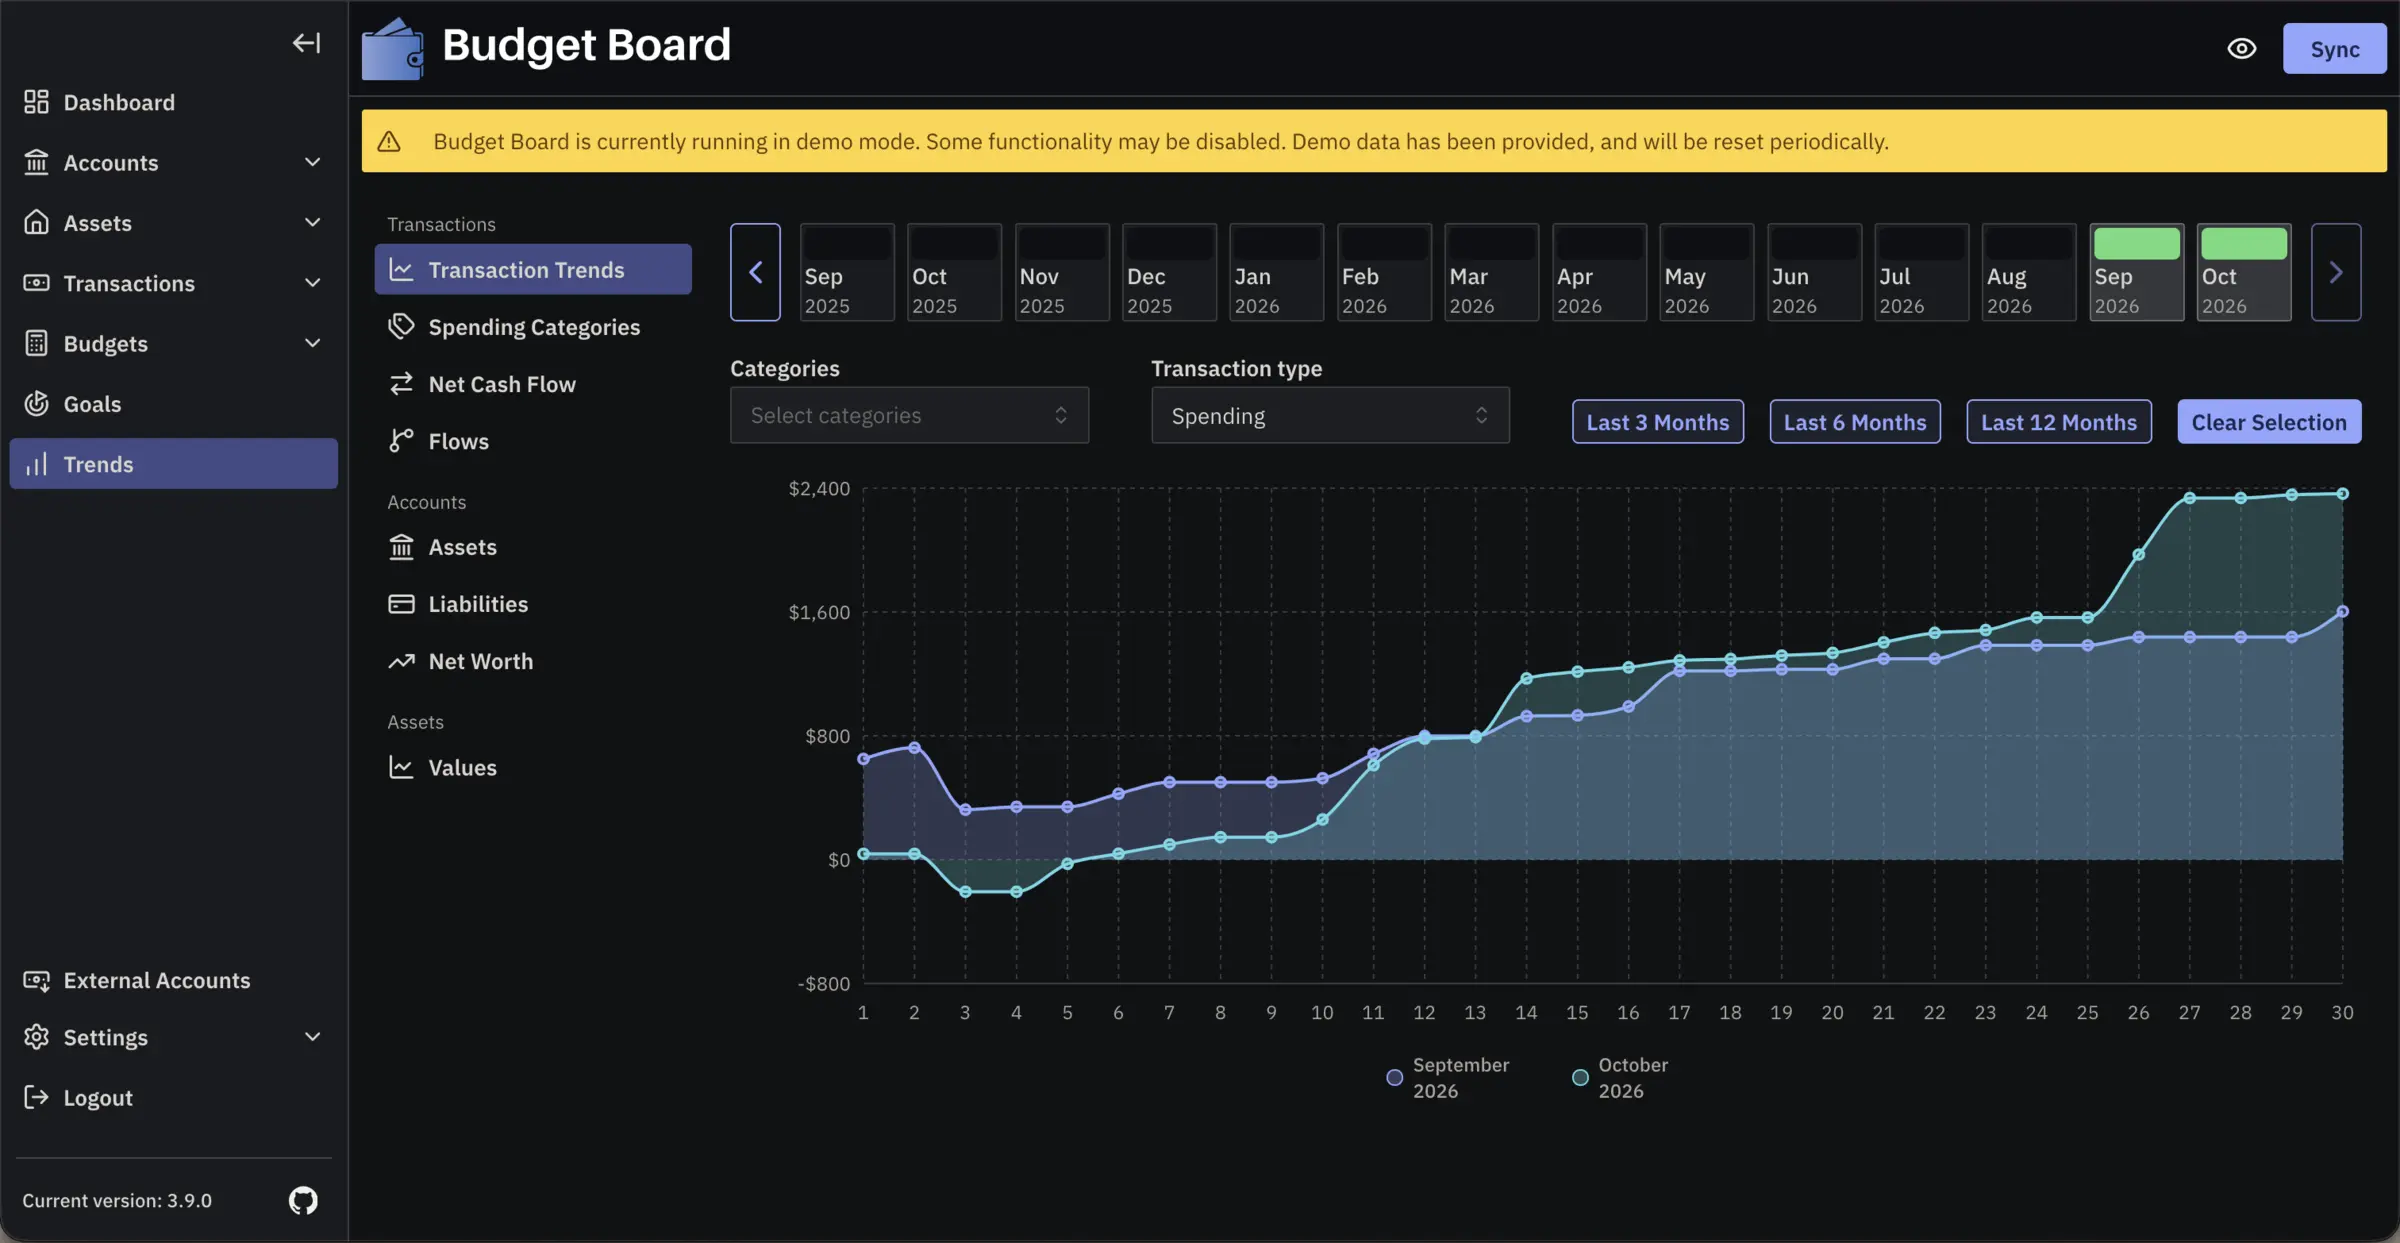 Budget Board
Sync
Dashboard
Accounts
Assets
Transactions
Budgets
Goals
Trends
External Accounts
Settings
Logout
Current version: 3.9.0
Budget Board is currently running in demo mode. Some functionality may be disabled. Demo data has been provided, and will be reset periodically.
Transactions
Transaction Trends
Spending Categories
Net Cash Flow
Flows
Accounts
Assets
Liabilities
Net Worth
Assets
Values
Sep
2025
Oct
2025
Nov
2025
Dec
2025
Jan
2026
Feb
2026
Mar
2026
Apr
2026
May
2026
Jun
2026
Jul
2026
Aug
2026
Sep
2026
Oct
2026
Categories
Select categories
Transaction type
Spending
Last 3 Months
Last 6 Months
Last 12 Months
Clear Selection
$2,400
$1,600
$800
$0
-$800
1 2 3 4 5 6 7 8 9 10 11 12 13 14 15 16 17 18 19 20 21 22 23 24 25 26 27 28 29 30
September
2026
October
2026